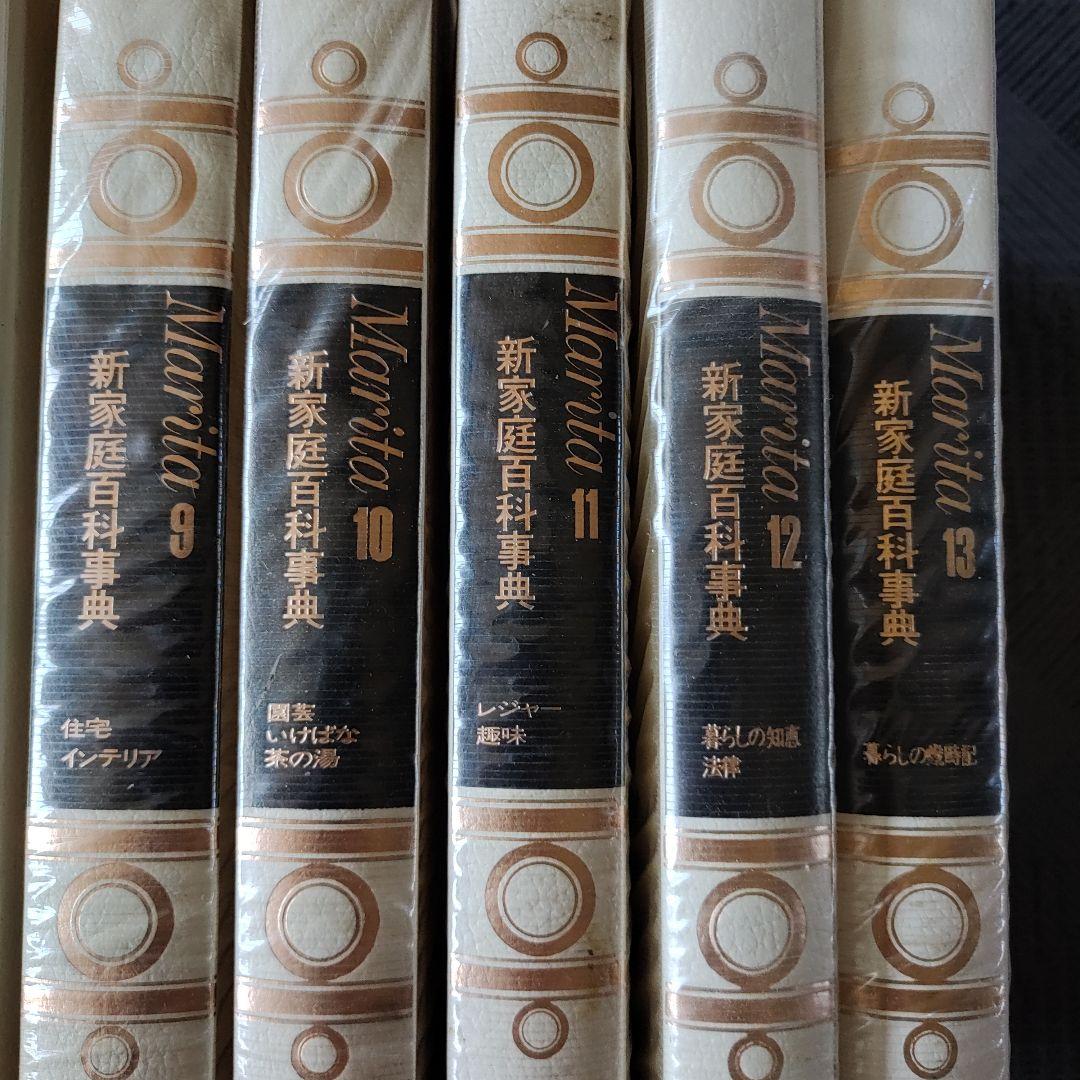 Marita 9
新家庭百科事典
住宅
インテリア
Marita 10
新家庭百科事典
園芸
いけばな
茶の湯
Marita 11
新家庭百科事典
レジャー
趣味
Marita 12
新家庭百科事典
暮らしの知恵
法律
Marita 13
新家庭百科事典
暮らしの歳時記